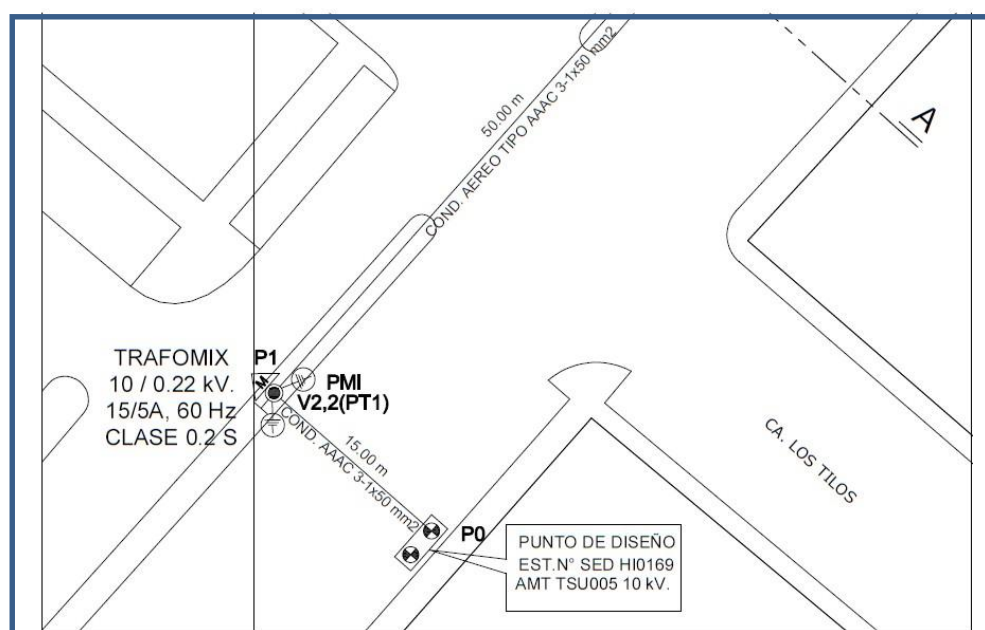 50.00 m
COND. AEREO TIPO AAAC 3-1x50 mm2
A
TRAFOMIX
10 / 0.22 kV.
15/5A, 60 Hz
CLASE 0.2 S
P1
M
PMI
V2,2(PT1)
15.00 m
COND. AAAC 3-1x50 mm2
P0
PUNTO DE DISEÑO
EST.N° SED HI0169
AMT TSU005 10 kV.
CA. LOS TILOS